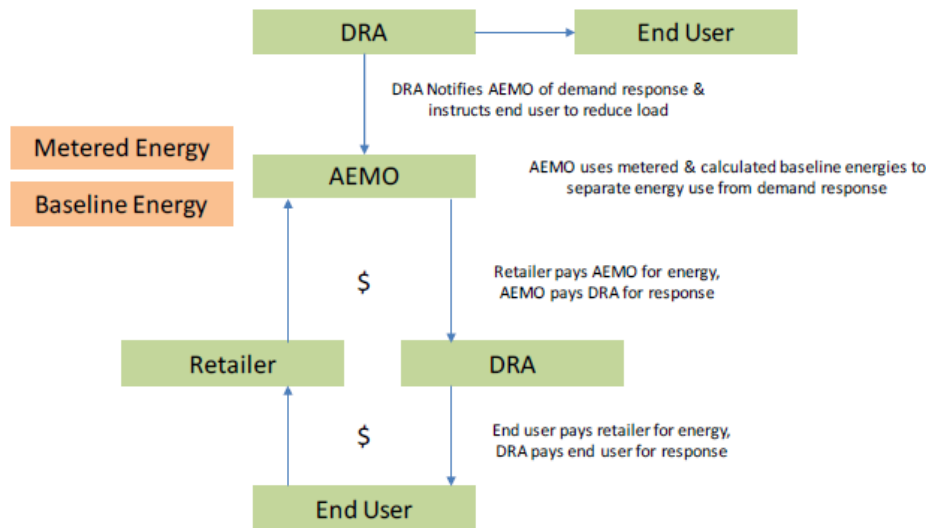 DRA
End User
DRA Notifies AEMO of demand response &
instructs end user to reduce load
Metered Energy
Baseline Energy
AEMO
AEMO uses metered & calculated baseline energies to
separate energy use from demand response
$
Retailer pays AEMO for energy,
AEMO pays DRA for response
Retailer
DRA
$
End user pays retailer for energy,
DRA pays end user for response
End User